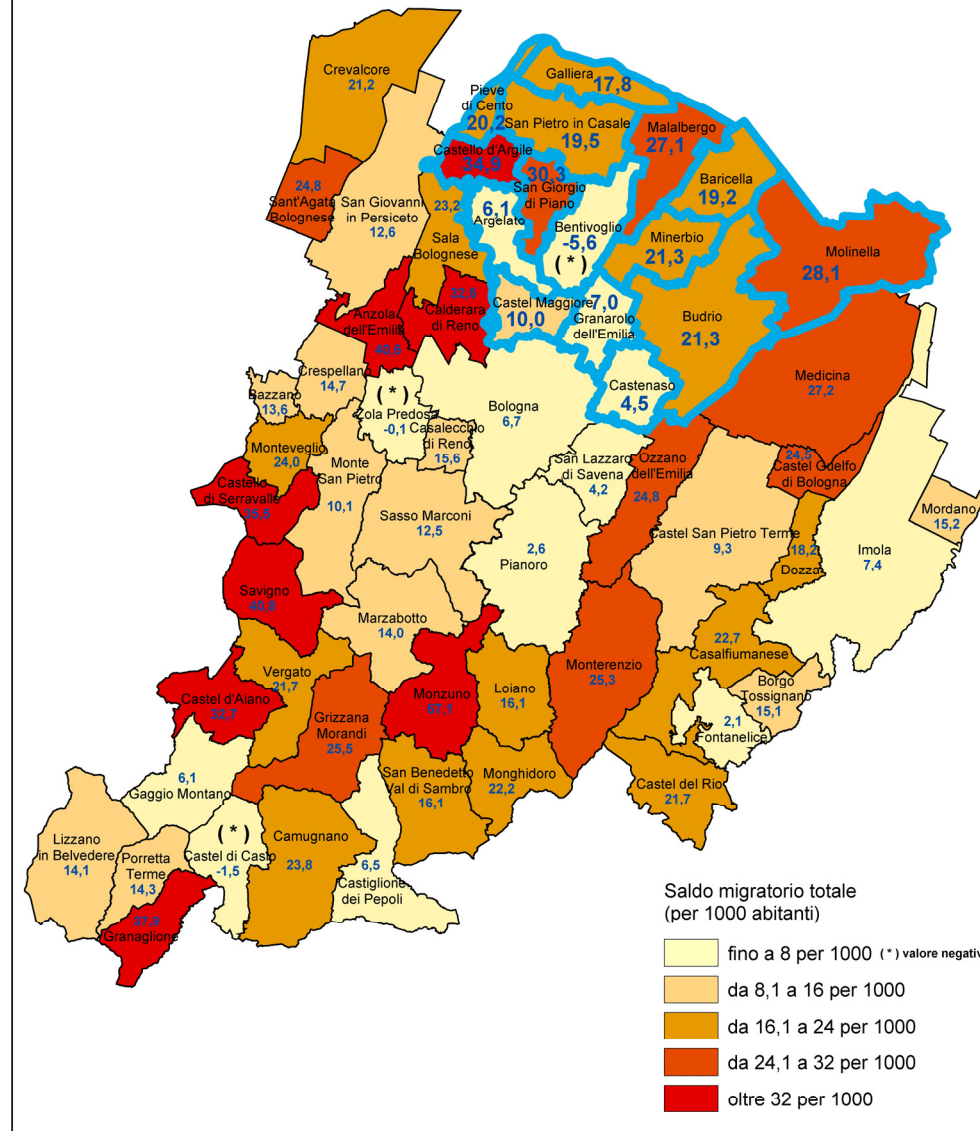 Crevalcore
21,2
Galliera
17,8
Pieve
di Cento
20,2
San Pietro in Casale
19,5
Malalbergo
27,1
Castello d'Argile
34,9
30,3
San Giorgio
di Piano
Baricella
19,2
24,8
Sant'Agata
Bolognese
San Giovanni
in Persiceto
12,6
23,2
Sala
Bolognese
6,1
Argelato
Bentivoglio
-5,6
(*)
Minerbio
21,3
Molinella
28,1
32,6
Calderara
di Reno
Anzola
dell'Emilia
40,6
Castel Maggiore
10,0
7,0
Granarolo
dell'Emilia
Budrio
21,3
Crespellano
14,7
Bazzano
13,6
(*)
Zola Predosa
-0,1
Casalecchio
di Reno
15,6
Bologna
6,7
Castenaso
4,5
Medicina
27,2
Monteveglio
24,0
Monte
San Pietro
10,1
San Lazzaro
di Savena
4,2
Ozzano
dell'Emilia
24,8
24,5
Castel Guelfo
di Bologna
Castello
di Serravalle
Sasso Marconi
12,5
Castel San Pietro Terme
9,3
18,2
Dozza
Imola
7,4
Mordano
15,2
2,6
Pianoro
Savigno
Marzabotto
14,0
22,7
Casalfiumanese
Vergato
21,7
Castel d'Aiano
32,7
Grizzana
Morandi
25,5
Monzuno
67,1
Loiano
16,1
Monterenzio
25,3
Borgo
Tossignano
15,1
2,1
Fontanelice
6,1
Gaggio Montano
San Benedetto
Val di Sambro
16,1
Monghidoro
22,2
Castel del Rio
21,7
Lizzano
in Belvedere
14,1
Porretta
Terme
14,3
(*)
Castel di Casio
-1,5
Camugnano
23,8
6,5
Castiglione
dei Pepoli
37,0
Granaglione
Saldo migratorio totale
(per 1000 abitanti)
fino a 8 per 1000 (*) valore negativ
da 8,1 a 16 per 1000
da 16,1 a 24 per 1000
da 24,1 a 32 per 1000
oltre 32 per 1000